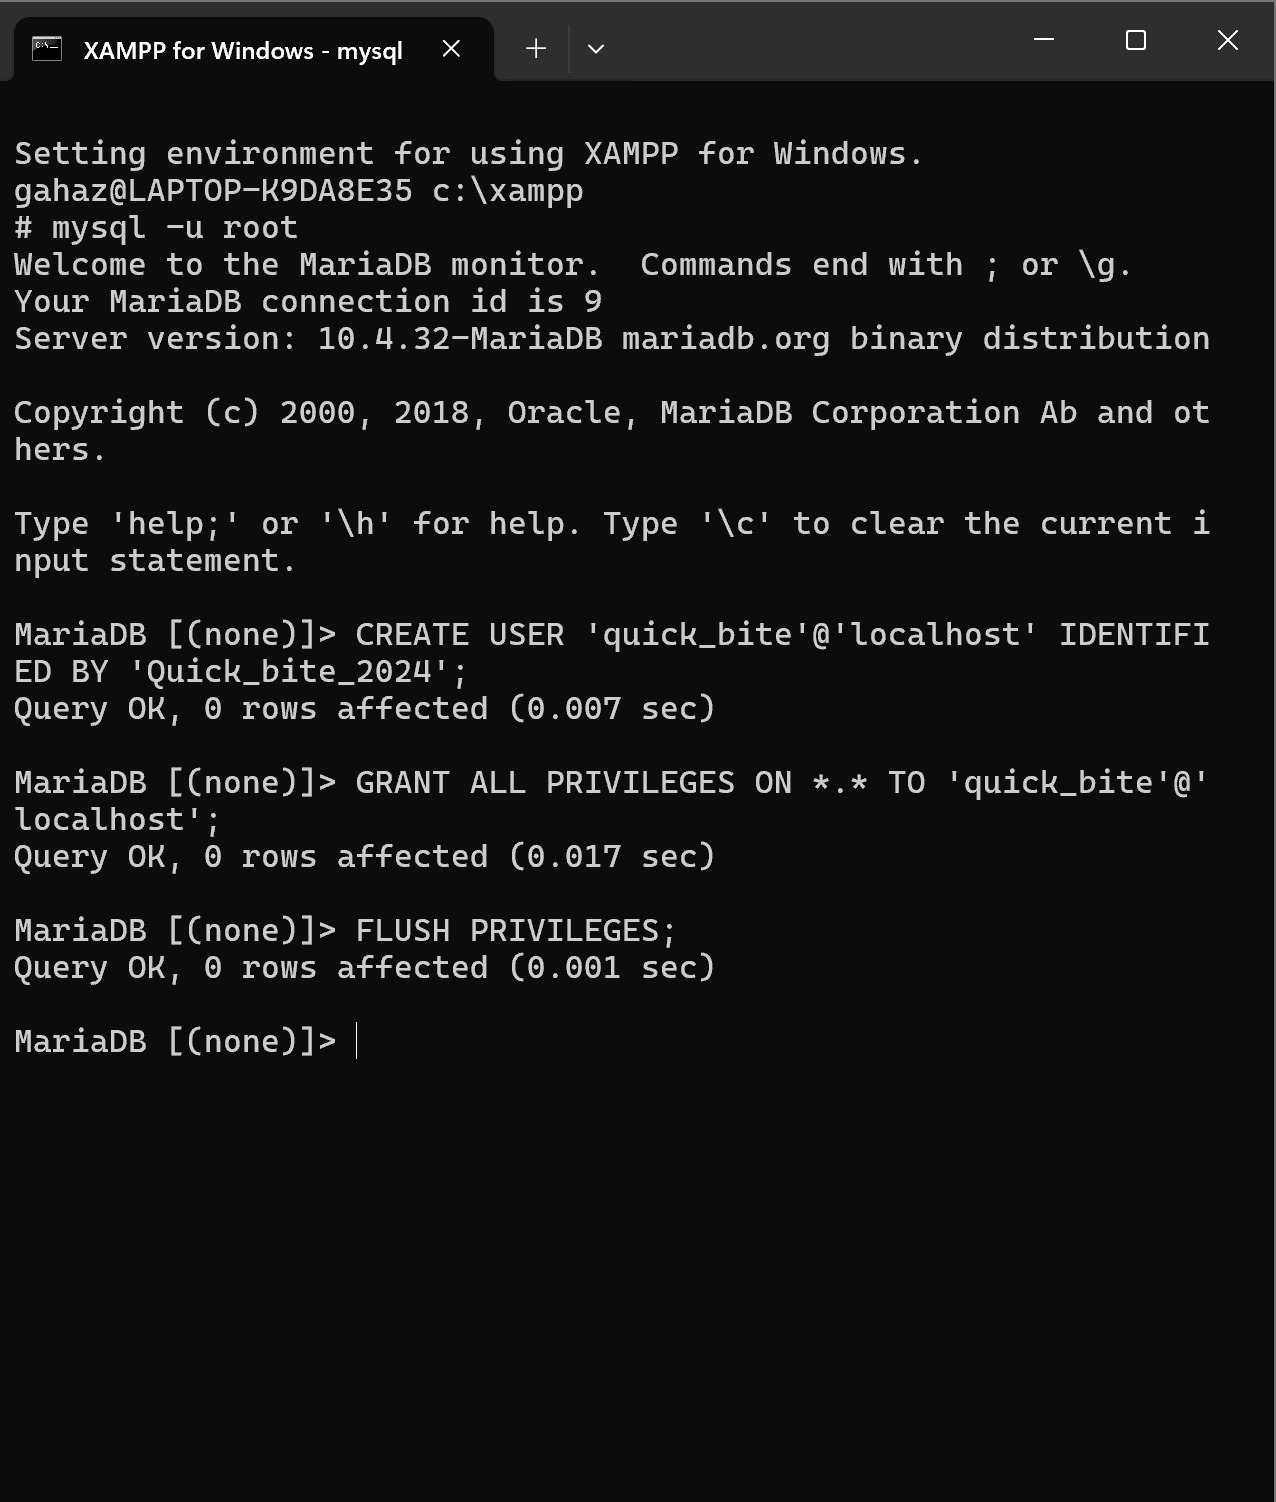 XAMPP for Windows - mysql
Setting environment for using XAMPP for Windows.
gahaz@LAPTOP-K9DA8E35 c:\xampp
# mysql -u root
Welcome to the MariaDB monitor.  Commands end with ; or \g.
Your MariaDB connection id is 9
Server version: 10.4.32-MariaDB mariadb.org binary distribution
Copyright (c) 2000, 2018, Oracle, MariaDB Corporation Ab and ot
hers.
Type 'help;' or '\h' for help. Type '\c' to clear the current i
nput statement.
MariaDB [(none)]> CREATE USER 'quick_bite'@'localhost' IDENTIFI
ED BY 'Quick_bite_2024';
Query OK, 0 rows affected (0.007 sec)
MariaDB [(none)]> GRANT ALL PRIVILEGES ON *.* TO 'quick_bite'@'
localhost';
Query OK, 0 rows affected (0.017 sec)
MariaDB [(none)]> FLUSH PRIVILEGES;
Query OK, 0 rows affected (0.001 sec)
MariaDB [(none)]>